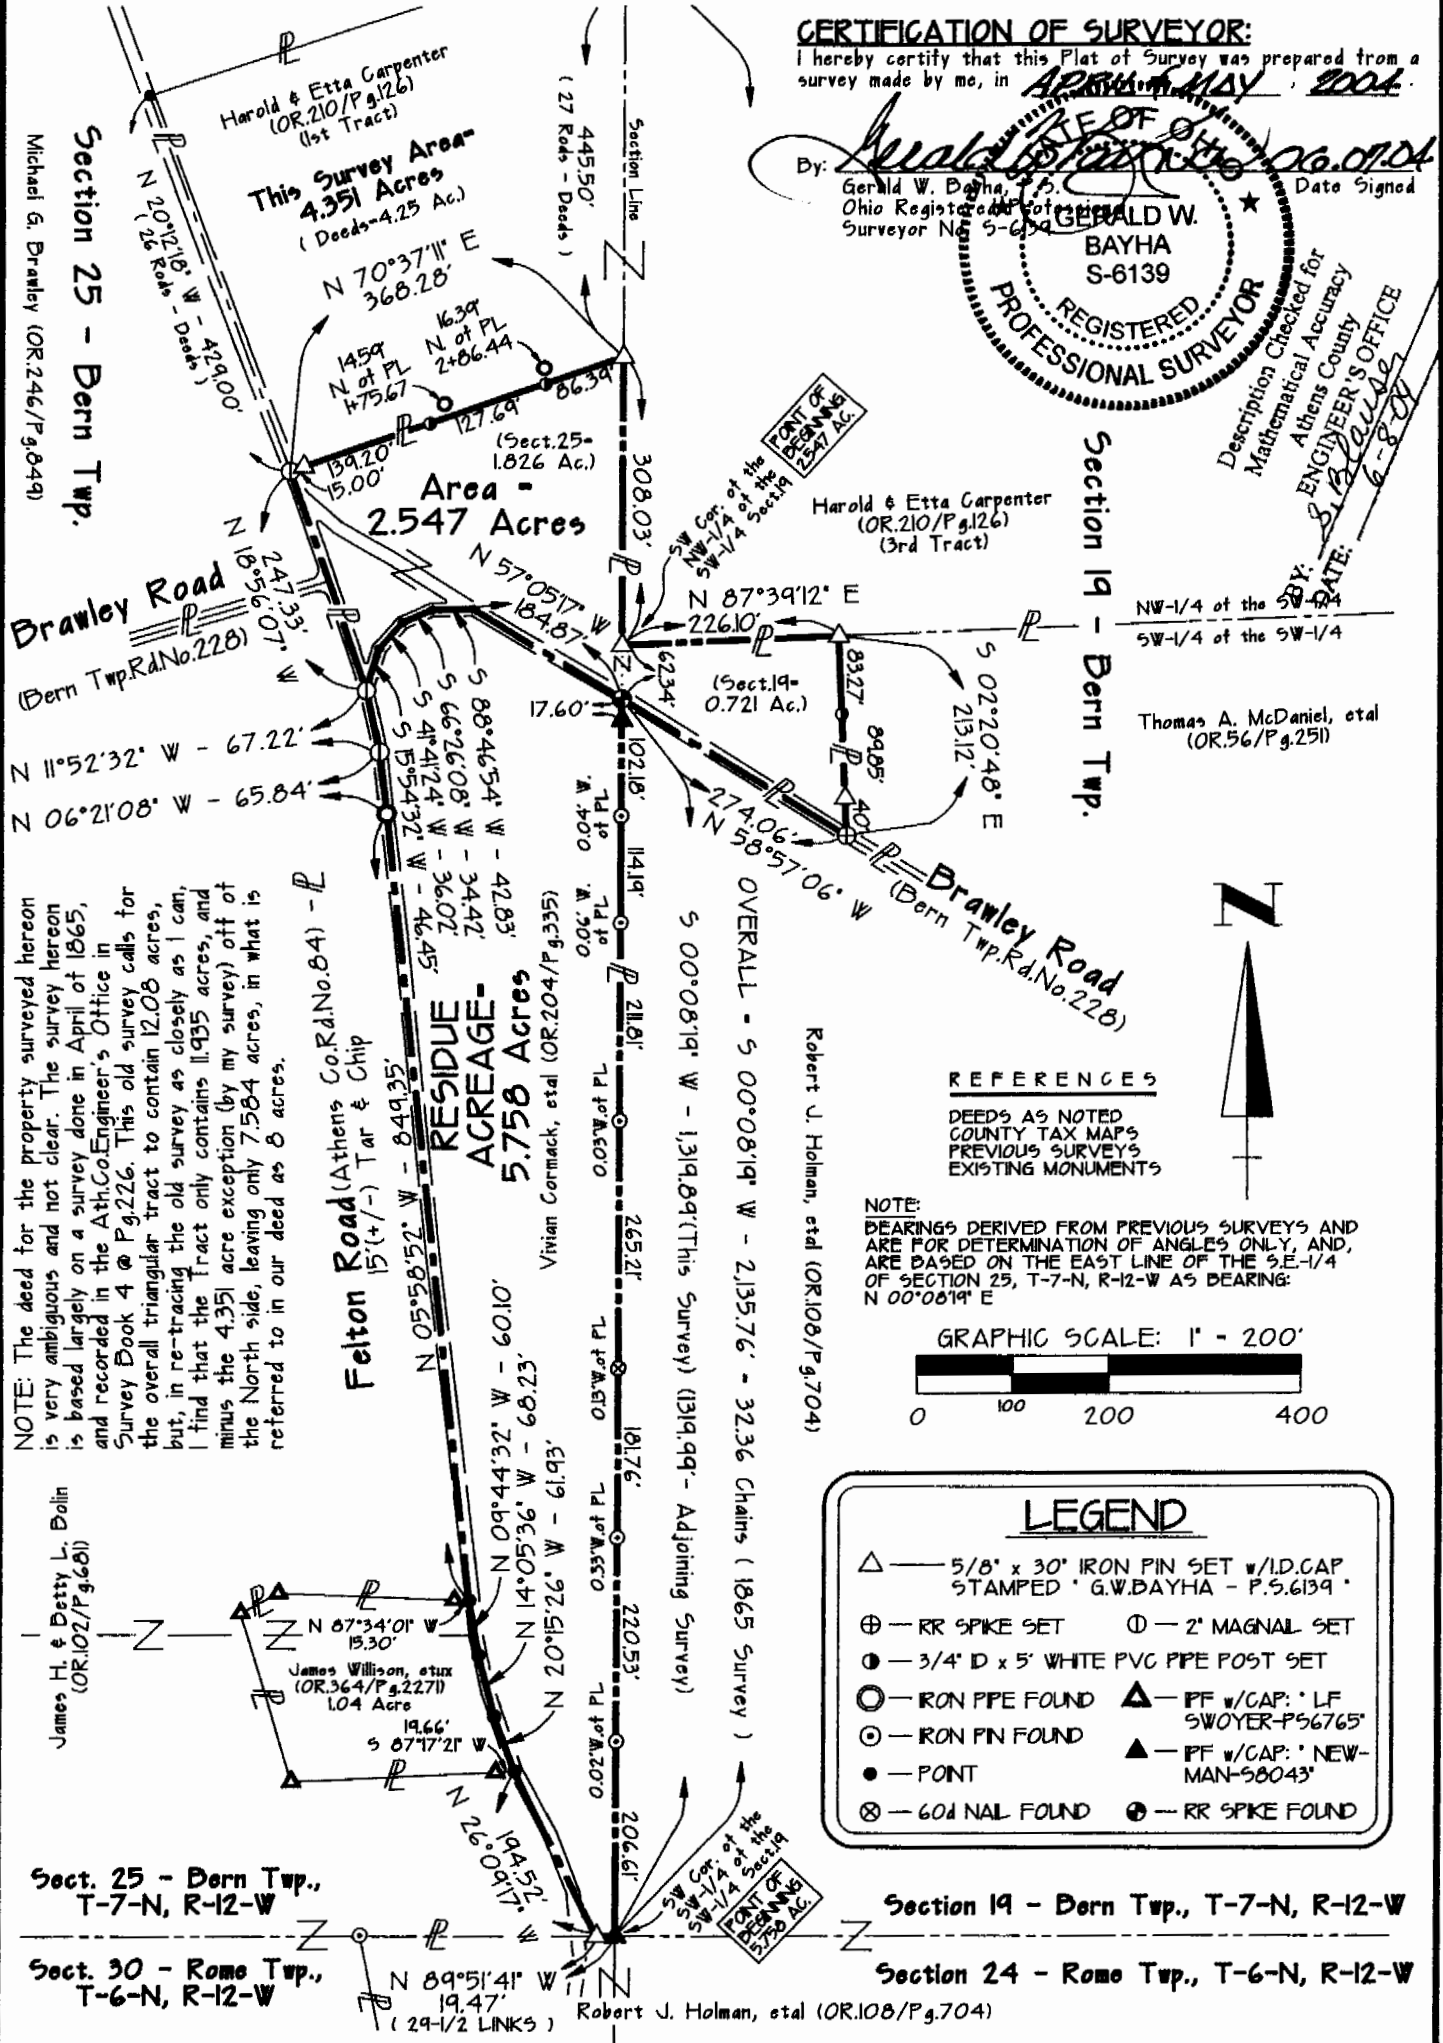 CERTIFICATION OF SURVEYOR:
I hereby certify that this Plat of Survey was prepared from a
survey made by me, in APRIL & MAY, 2004.
By:
06.07.04
Gerald W. Bayha, P.S.
Date Signed
Ohio Registered Professional
Surveyor No. S-6139
STATE OF OHIO
GERALD W.
BAYHA
S-6139
REGISTERED
PROFESSIONAL SURVEYOR
Description Checked for
Mathematical Accuracy
Athens County
ENGINEER'S OFFICE
BY:
DATE: 6-8-04
PL
Harold & Etta Carpenter
(OR.210/Pg.126)
(1st Tract)
This Survey Area-
4.351 Acres
( Deeds-4.25 Ac.)
445.50'
( 27 Rods - Deeds )
Section Line
Section 25 - Bern Twp.
Michael G. Brawley (OR.246/Pg.849)
N 20°12'18" W - 429.00'
( 26 Rods - Deeds )
N 70°37'11" E
368.28'
14.59'
N. of PL
1+75.67
16.39'
N. of PL
2+86.44
86.39'
127.69'
139.20'
15.00'
(Sect.25-
1.826 Ac.)
Area -
2.547 Acres
308.03'
SW Cor. of the
NW-1/4 of the
SW-1/4 Sect.19
POINT OF
BEGINNING
2.547 AC.
Harold & Etta Carpenter
(OR.210/Pg.126)
(3rd Tract)
Section 19 - Bern Twp.
NW-1/4 of the SW-1/4
SW-1/4 of the SW-1/4
Thomas A. McDaniel, etal
(OR.56/Pg.251)
247.33'
N 18°56'07" W
Brawley Road
(Bern Twp.Rd.No.228)
N 57°05'17" W
184.87'
N 87°39'12" E
226.10'
62.34'
17.60'
(Sect.19-
0.721 Ac.)
83.27'
89.85'
40'
S 02°20'48" E
213.12'
274.06'
N 58°57'06" W
Brawley Road
(Bern Twp.Rd.No.228)
N 11°52'32" W - 67.22'
N 06°21'08" W - 65.84'
S 88°46'54" W - 42.83'
S 66°26'08" W - 34.42'
S 41°41'24" W - 36.02'
S 15°54'32" W - 46.45'
NOTE: The deed for the property surveyed hereon
is very ambiguous and not clear. The survey hereon
is based largely on a survey done in April of 1865,
and recorded in the Ath.Co.Engineer's Office in
Survey Book 4 @ Pg.226. This old survey calls for
the overall triangular tract to contain 12.08 acres,
but, in re-tracing the old survey as closely as I can,
I find that the Tract only contains 11.935 acres, and
minus the 4.351 acre exception (by my survey) off of
the North side, leaving only 7.584 acres, in what is
referred to in our deed as 8 acres.
Felton Road (Athens Co.Rd.No.84) - PL
15'(+/-) Tar & Chip
N 05°58'52" W - 849.35'
RESIDUE
ACREAGE-
5.758 Acres
Vivian Cormach, etal (OR.204/Pg.335)
102.18'
0.04' W.
of PL
114.19'
0.36' W.
of PL
211.81'
0.03'W.of PL
265.21'
0.13'W.of PL
181.76'
0.33'W.of PL
220.53'
0.02'W.of PL
206.61'
S 00°08'19" W - 1,319.89'(This Survey) (1319.99'- Adjoining Survey)
OVERALL - S 00°08'19" W - 2,135.76' - 32.36 Chains ( 1865 Survey )
Robert J. Holman, etal (OR.108/Pg.704)
N
REFERENCES
DEEDS AS NOTED
COUNTY TAX MAPS
PREVIOUS SURVEYS
EXISTING MONUMENTS
NOTE:
BEARINGS DERIVED FROM PREVIOUS SURVEYS AND
ARE FOR DETERMINATION OF ANGLES ONLY, AND,
ARE BASED ON THE EAST LINE OF THE S.E.-1/4
OF SECTION 25, T-7-N, R-12-W AS BEARING:
N 00°08'19" E
GRAPHIC SCALE: 1" - 200'
0 100 200 400
LEGEND
5/8" x 30" IRON PIN SET w/I.D.CAP
STAMPED " G.W.BAYHA - P.S.6139 "
RR SPIKE SET
2" MAGNAIL SET
3/4" ID x 5' WHITE PVC PIPE POST SET
IRON PIPE FOUND
IPF w/CAP: " LF
SWOYER-PS6765"
IRON PIN FOUND
IPF w/CAP: " NEW-
MAN-S8043"
POINT
60d NAIL FOUND
RR SPIKE FOUND
N 09°44'32" W - 60.10'
N 14°05'36" W - 68.23'
N 20°15'26" W - 61.93'
James H. & Betty L. Bolin
(OR.102/Pg.681)
N 87°34'01" W
15.30'
James Willison, etux
(OR.364/Pg.2271)
1.04 Acre
19.66'
S 87°17'21" W
194.52'
N 26°09'17" W
SW Cor. of the
SW-1/4 of the
SW-1/4 Sect.19
POINT OF
BEGINNING
5.758 AC.
Sect. 25 - Bern Twp.,
T-7-N, R-12-W
Section 19 - Bern Twp., T-7-N, R-12-W
Sect. 30 - Rome Twp.,
T-6-N, R-12-W
Section 24 - Rome Twp., T-6-N, R-12-W
N 89°51'41" W
19.47'
( 29-1/2 LINKS )
Robert J. Holman, etal (OR.108/Pg.704)